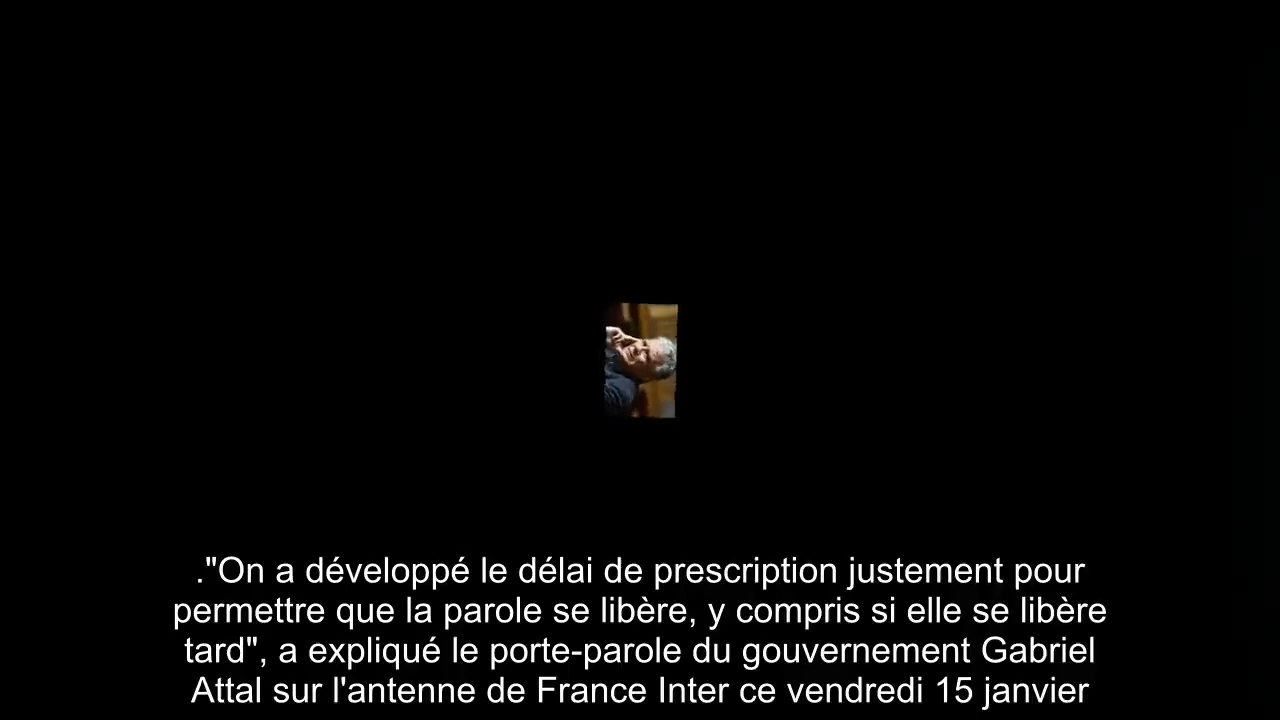 ."On a développé le délai de prescription justement pour
permettre que la parole se libère, y compris si elle se libère
tard", a expliqué le porte-parole du gouvernement Gabriel
Attal sur l'antenne de France Inter ce vendredi 15 janvier